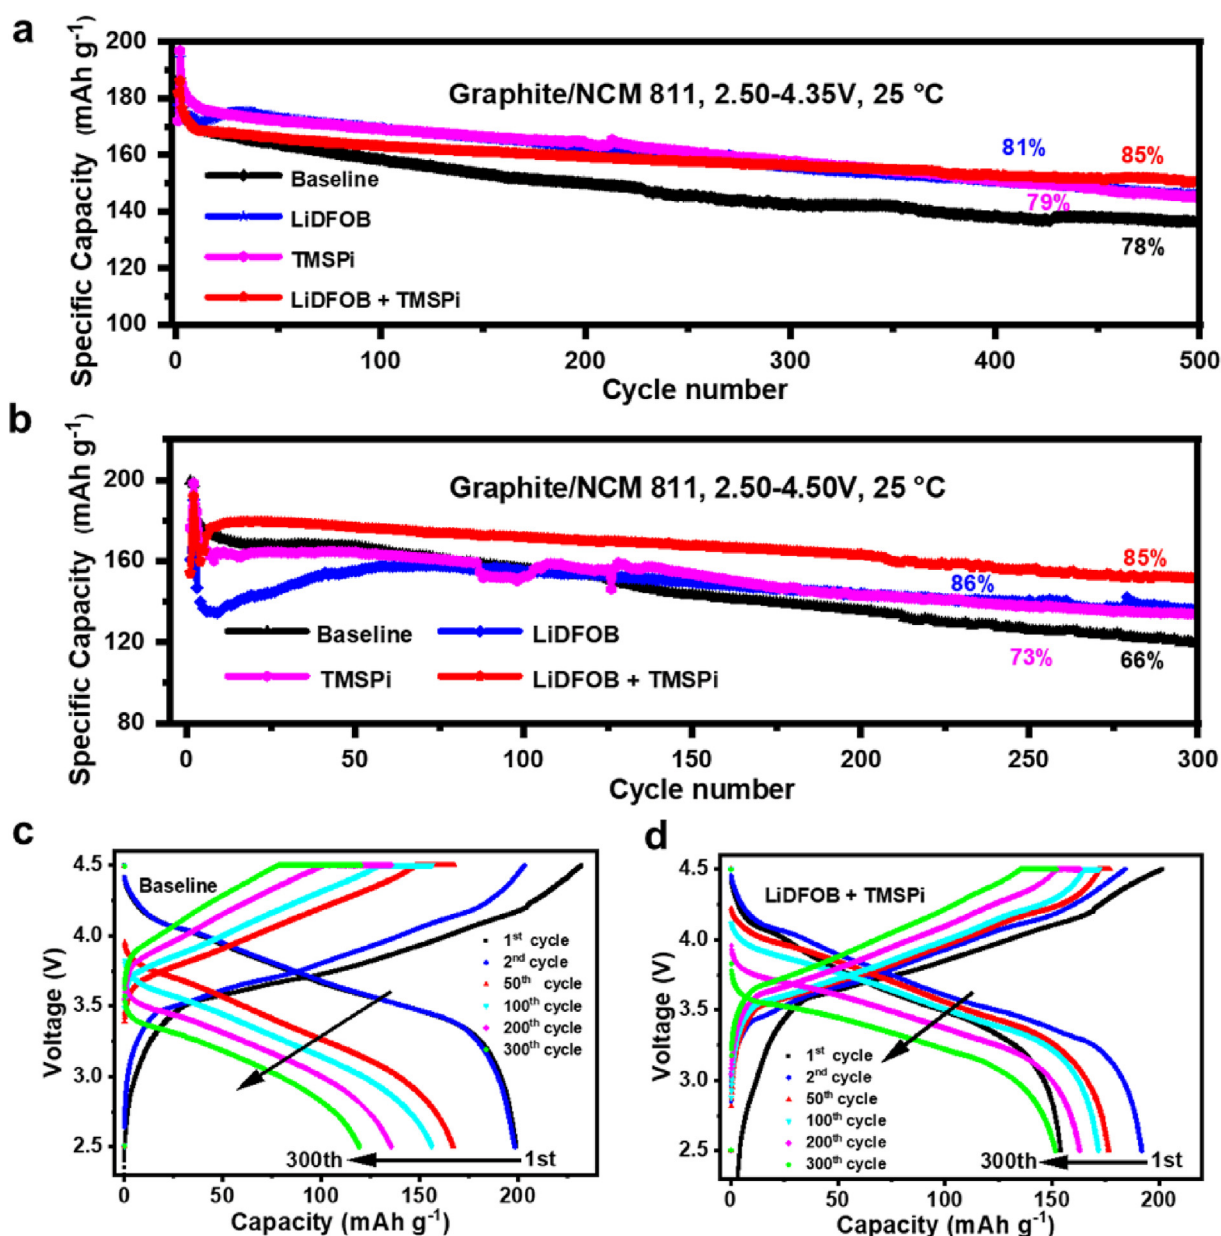 a
Specific Capacity (mAh g⁻¹)
200
180
160
140
120
100
Graphite/NCM 811, 2.50-4.35V, 25 °C
Baseline
LiDFOB
TMSPi
LiDFOB + TMSPi
81%
85%
79%
78%
0
100
200
300
400
500
Cycle number
b
Specific Capacity (mAh g⁻¹)
200
160
120
80
Graphite/NCM 811, 2.50-4.50V, 25 °C
Baseline
LiDFOB
TMSPi
LiDFOB + TMSPi
85%
86%
73%
66%
0
50
100
150
200
250
300
Cycle number
c
Voltage (V)
4.5
4.0
3.5
3.0
2.5
Baseline
1ˢᵗ cycle
2ⁿᵈ cycle
50ᵗʰ cycle
100ᵗʰ cycle
200ᵗʰ cycle
300ᵗʰ cycle
300th
1st
0
50
100
150
200
Capacity (mAh g⁻¹)
d
Voltage (V)
4.5
4.0
3.5
3.0
2.5
LiDFOB + TMSPi
1ˢᵗ cycle
2ⁿᵈ cycle
50ᵗʰ cycle
100ᵗʰ cycle
200ᵗʰ cycle
300ᵗʰ cycle
300th
1st
0
50
100
150
200
Capacity (mAh g⁻¹)